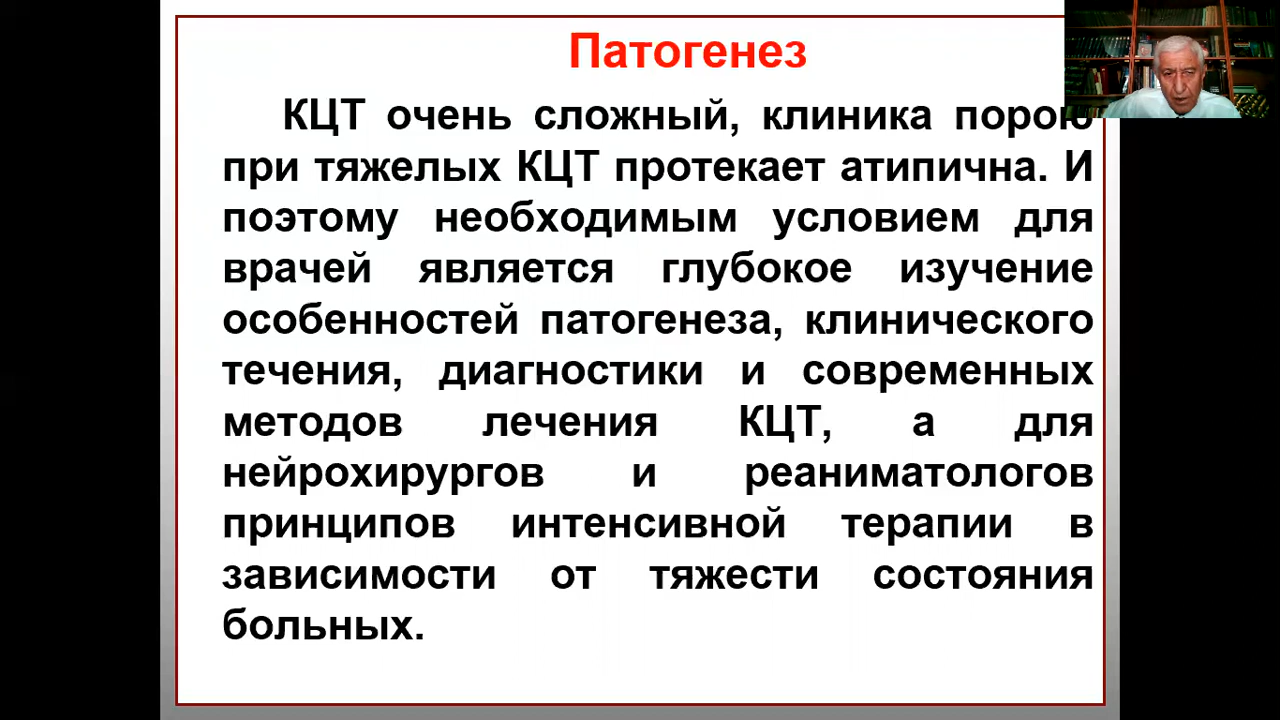 Патогенез
КЦТ очень сложный, клиника порою
при тяжелых КЦТ протекает атипична. И
поэтому необходимым условием для
врачей является глубокое изучение
особенностей патогенеза, клинического
течения, диагностики и современных
методов лечения КЦТ, а для
нейрохирургов и реаниматологов
принципов интенсивной терапии в
зависимости от тяжести состояния
больных.